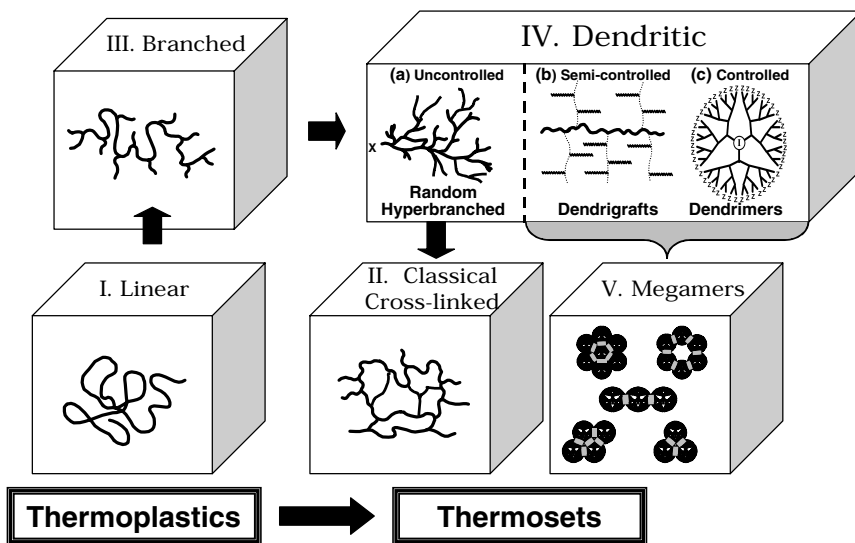 III. Branched
IV. Dendritic
(a) Uncontrolled
(b) Semi-controlled
(c) Controlled
X
I
Random
Hyperbranched
Dendrigrafts
Dendrimers
I. Linear
II. Classical
Cross-linked
V. Megamers
Thermoplastics
Thermosets